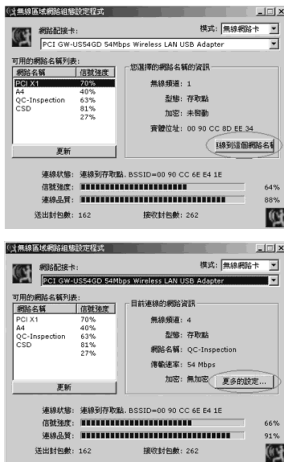 無線區域網路組態設定程式
網路配接卡:
模式: 無線網路卡
PCI GW-US54GD 54Mbps Wireless LAN USB Adapter
可用的網路名稱列表:
網路名稱 信號強度
PCI X1 70%
A4 40%
QC-Inspection 63%
CSD 81%
27%
更新
您選擇的網路名稱的資訊
無線頻道: 1
型態: 存取點
加密: 未啟動
實體位址: 00 90 CC 8D EE 34
線到這個網路名稱
連線狀態: 連線到存取點. BSSID=00 90 CC 6E E4 1E
信號強度: 64%
連線品質: 88%
送出封包數: 162 接收封包數: 262
無線區域網路組態設定程式
網路配接卡:
模式: 無線網路卡
PCI GW-US54GD 54Mbps Wireless LAN USB Adapter
可用的網路名稱列表:
網路名稱 信號強度
PCI X1 70%
A4 40%
QC-Inspection 63%
CSD 81%
27%
更新
目前連線的網路資訊
無線頻道: 4
型態: 存取點
網路名稱: QC-Inspection
傳輸速率: 54 Mbps
加密: 無加密
更多的設定...
連線狀態: 連線到存取點. BSSID=00 90 CC 6E E4 1E
信號強度: 66%
連線品質: 91%
送出封包數: 162 接收封包數: 262